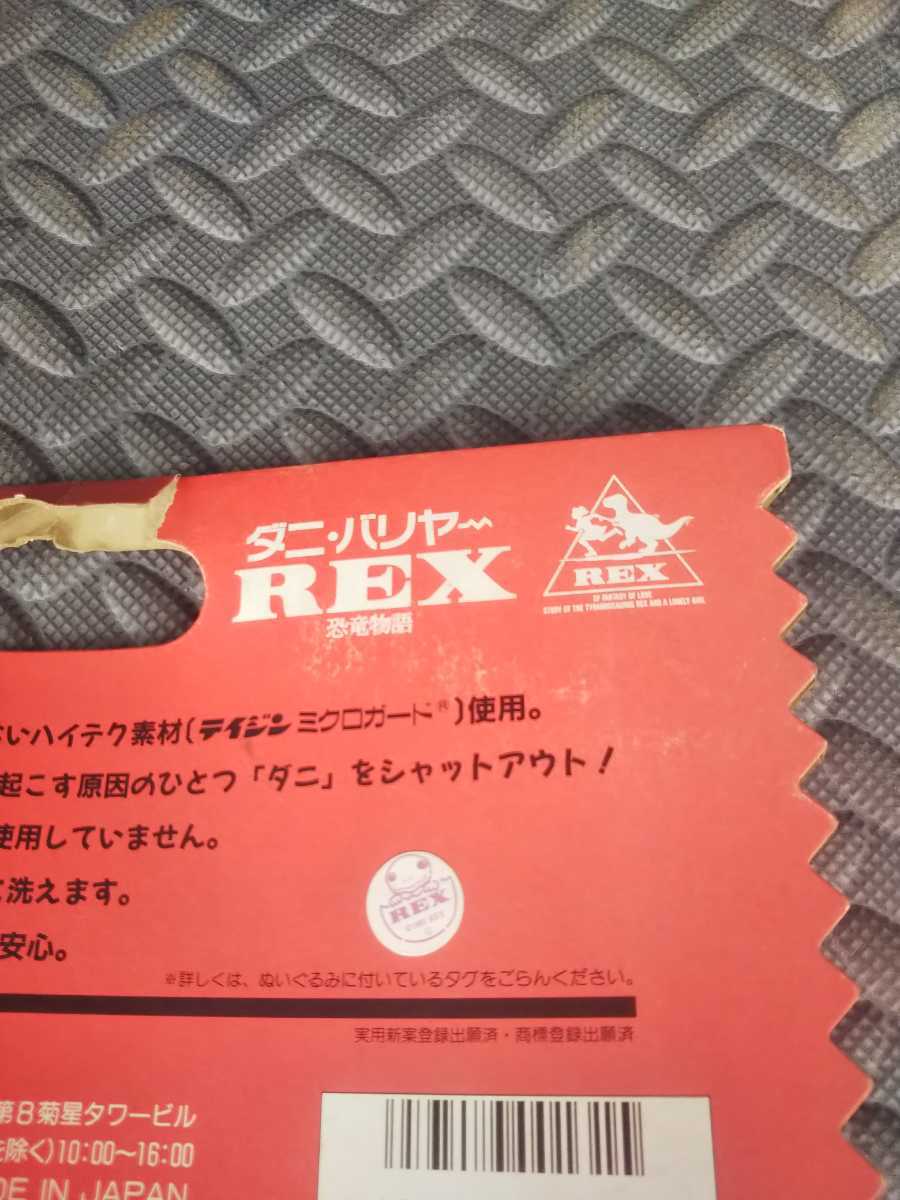 ダニ・バリヤー
REX
恐竜物語
REX
SF FANTASY OF LOVE
STORY OF THE TYRANNOSAURUS REX AND A LONELY GIRL
いハイテク素材(テイジン ミクロガード®)使用。
起こす原因のひとつ「ダニ」をシャットアウト!
使用していません。
洗えます。
安心。
REX
※詳しくは、ぬいぐるみに付いているタグをごらんください。
実用新案登録出願済・商標登録出願済
第8菊星タワービル
を除く)10:00〜16:00
DE IN JAPAN